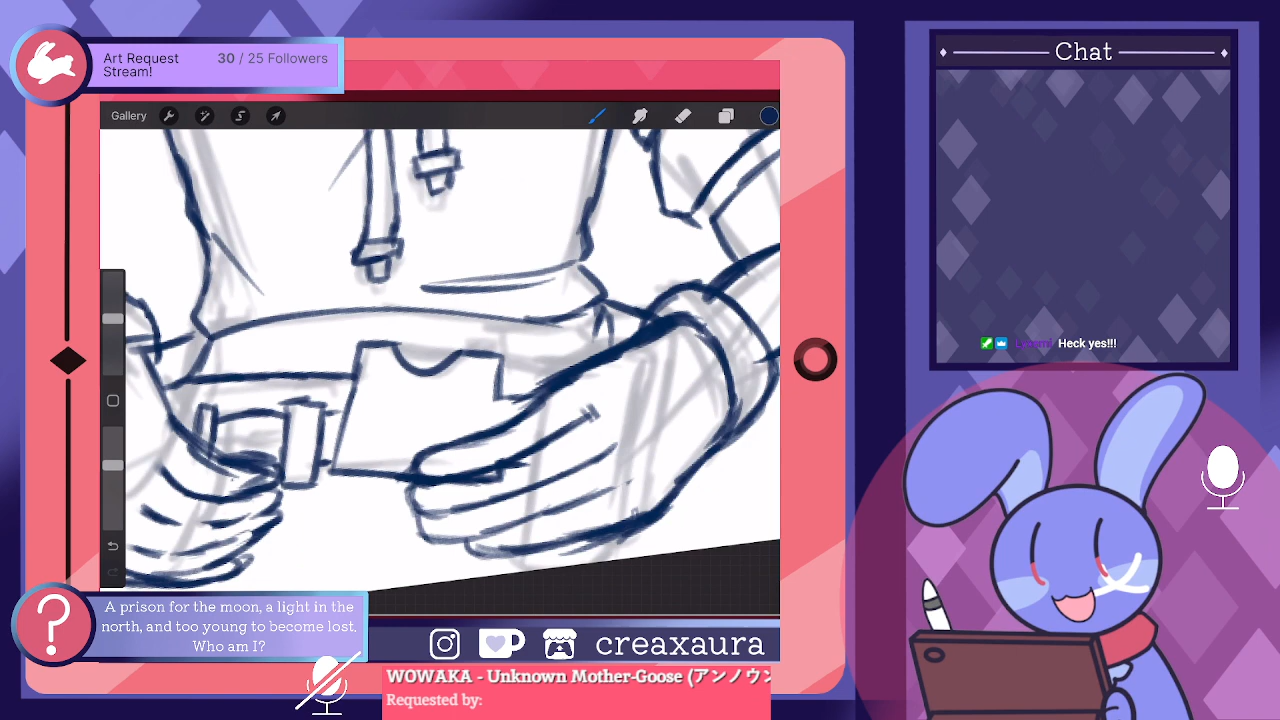 Art Request
Stream!
30 / 25 Followers
Chat
Gallery
Heck yes!!!
A prison for the moon, a light in the
north, and too young to become lost.
Who am I?
creaxaura
WOWAKA - Unknown Mother-Goose (アンノウン
Requested by: